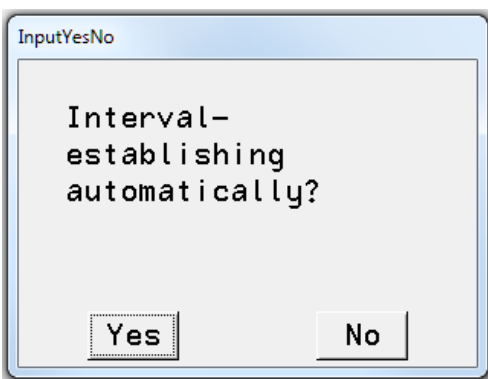 InputYesNo
Interval-
establishing
automatically?
Yes No